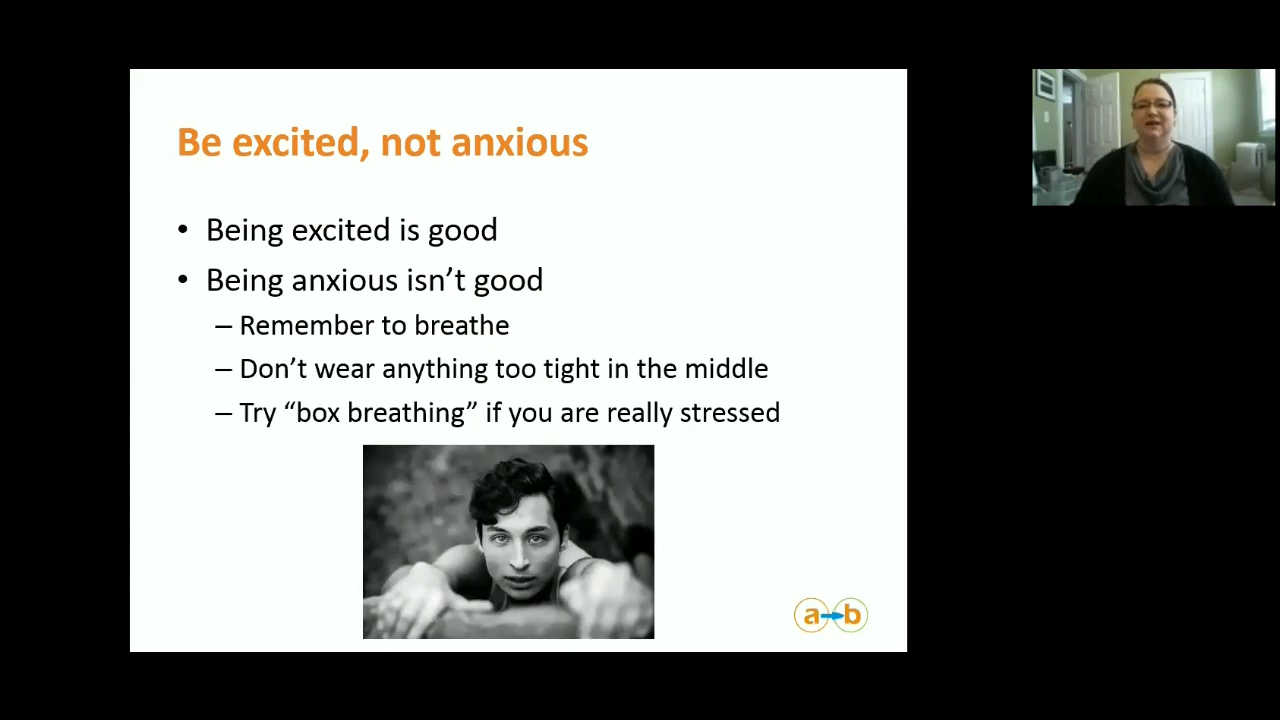 Be excited, not anxious
• Being excited is good
• Being anxious isn’t good
– Remember to breathe
– Don’t wear anything too tight in the middle
– Try “box breathing” if you are really stressed
a b